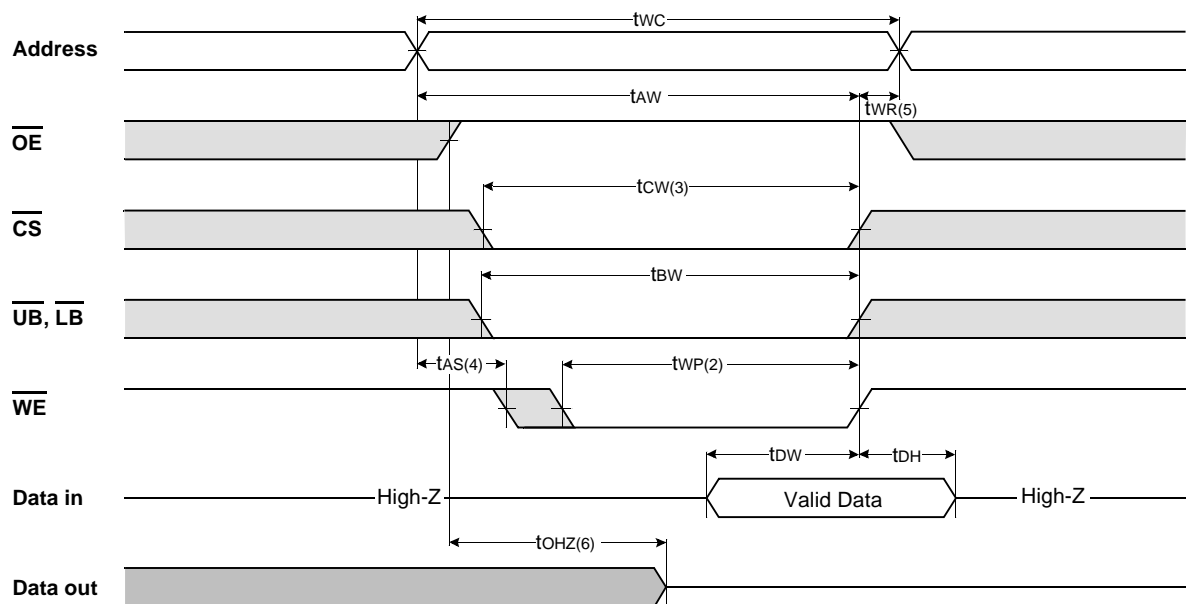 tWC
Address
tAW
tWR(5)
OE
tCW(3)
CS
tBW
UB, LB
tAS(4)
tWP(2)
WE
tDW
tDH
Data in
High-Z
Valid Data
High-Z
tOHZ(6)
Data out